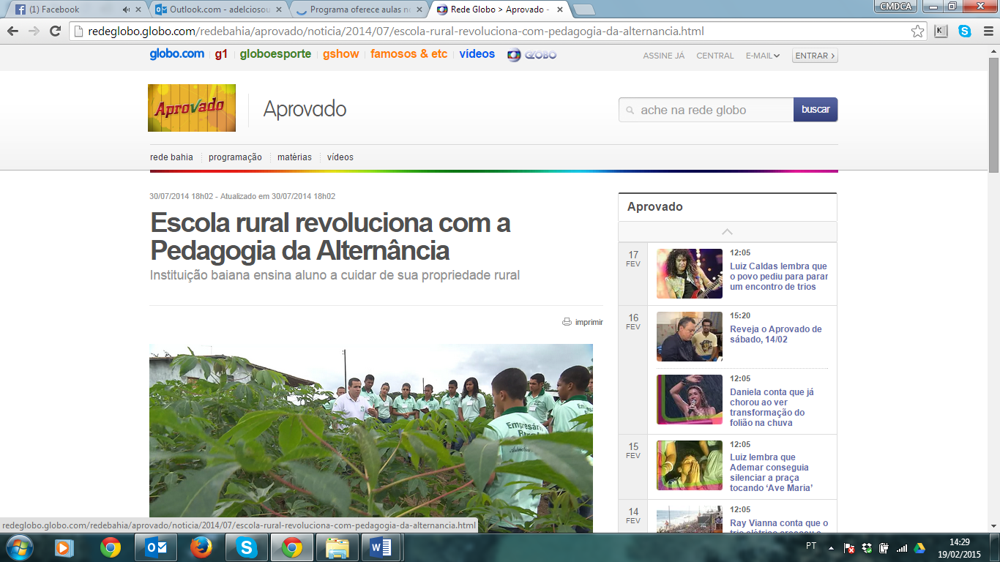 (1) Facebook
Outlook.com - adelciosou
Programa oferece aulas no
Rede Globo > Aprovado -
CMDCA
redeglobo.globo.com/redebahia/aprovado/noticia/2014/07/escola-rural-revoluciona-com-pedagogia-da-alternancia.html
globo.com g1 globoesporte gshow famosos & etc vídeos GLOBO
ASSINE JÁ CENTRAL E-MAIL ENTRAR
Aprovado
Aprovado
ache na rede globo
buscar
rede bahia programação matérias vídeos
30/07/2014 18h02 - Atualizado em 30/07/2014 18h02
Escola rural revoluciona com a
Pedagogia da Alternância
Instituição baiana ensina aluno a cuidar de sua propriedade rural
imprimir
Empresário
Rural
Aprovado
17
FEV
12:05
Luiz Caldas lembra que
o povo pediu para parar
um encontro de trios
16
FEV
15:20
Reveja o Aprovado de
sábado, 14/02
12:05
Daniela conta que já
chorou ao ver
transformação do
folião na chuva
15
FEV
12:05
Luiz lembra que
Ademar conseguia
silenciar a praça
tocando ‘Ave Maria’
14
FEV
12:05
Ray Vianna conta que o
trio elétrico cresceu e
redeglobo.globo.com/redebahia/aprovado/noticia/2014/07/escola-rural-revoluciona-com-pedagogia-da-alternancia.html
PT
14:29
19/02/2015